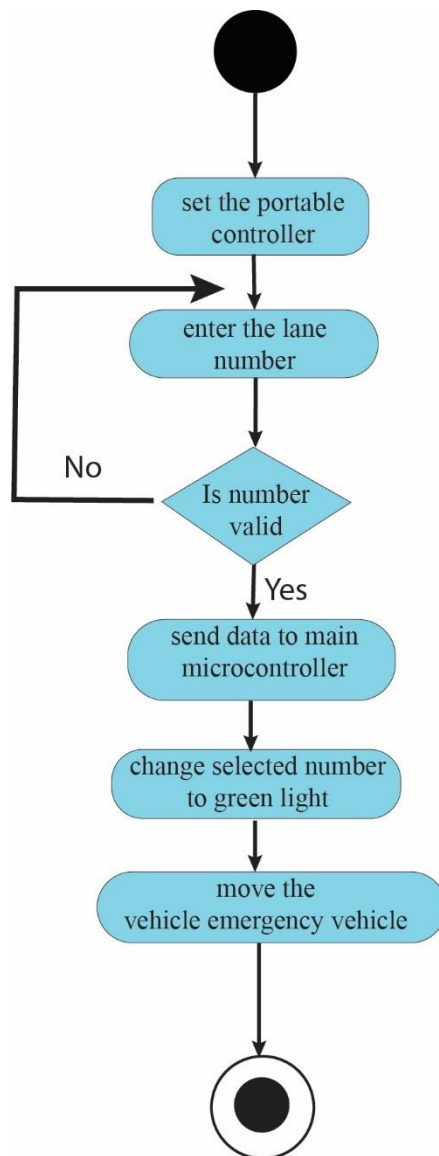 set the portable
controller
enter the lane
number
No
Is number
valid
Yes
send data to main
microcontroller
change selected number
to green light
move the
vehicle emergency vehicle